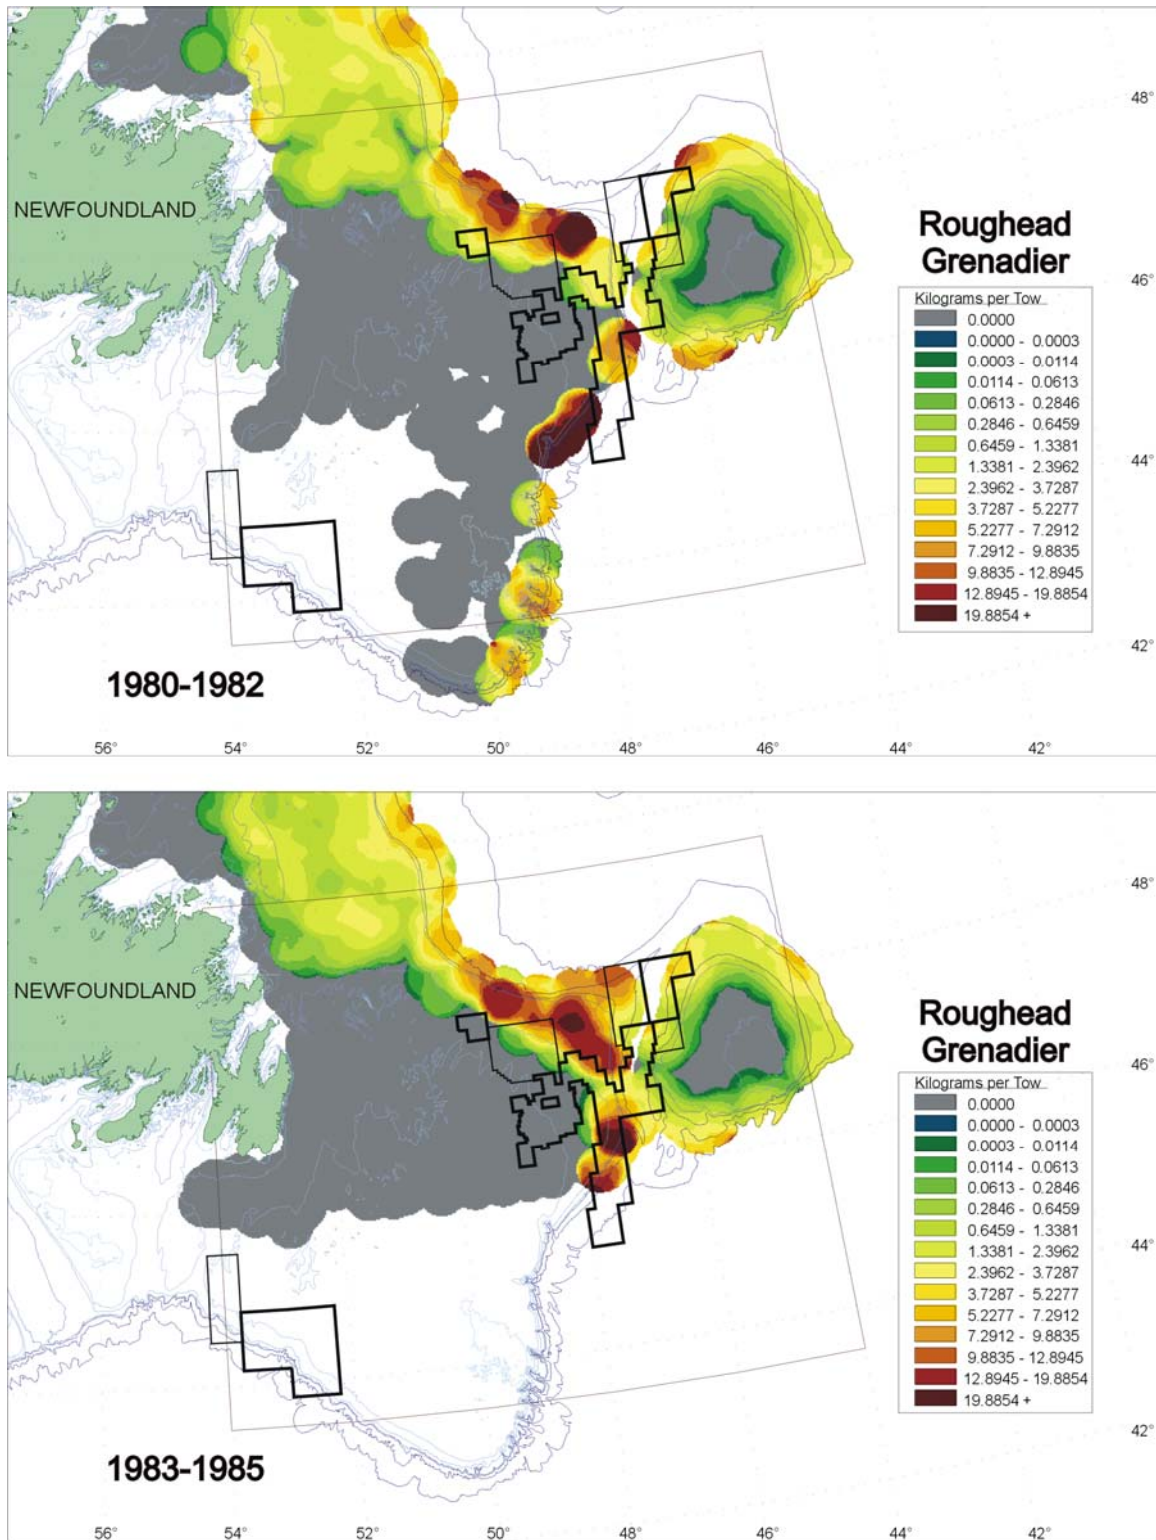 48°
NEWFOUNDLAND
Roughead
Grenadier
46°
Kilograms per Tow
0.0000
0.0000 - 0.0003
0.0003 - 0.0114
0.0114 - 0.0613
0.0613 - 0.2846
0.2846 - 0.6459
0.6459 - 1.3381
1.3381 - 2.3962
2.3962 - 3.7287
3.7287 - 5.2277
5.2277 - 7.2912
7.2912 - 9.8835
9.8835 - 12.8945
12.8945 - 19.8854
19.8854 +
44°
42°
1980-1982
56° 54° 52° 50° 48° 46° 44° 42°
48°
NEWFOUNDLAND
Roughead
Grenadier
46°
Kilograms per Tow
0.0000
0.0000 - 0.0003
0.0003 - 0.0114
0.0114 - 0.0613
0.0613 - 0.2846
0.2846 - 0.6459
0.6459 - 1.3381
1.3381 - 2.3962
2.3962 - 3.7287
3.7287 - 5.2277
5.2277 - 7.2912
7.2912 - 9.8835
9.8835 - 12.8945
12.8945 - 19.8854
19.8854 +
44°
42°
1983-1985
56° 54° 52° 50° 48° 46° 44° 42°